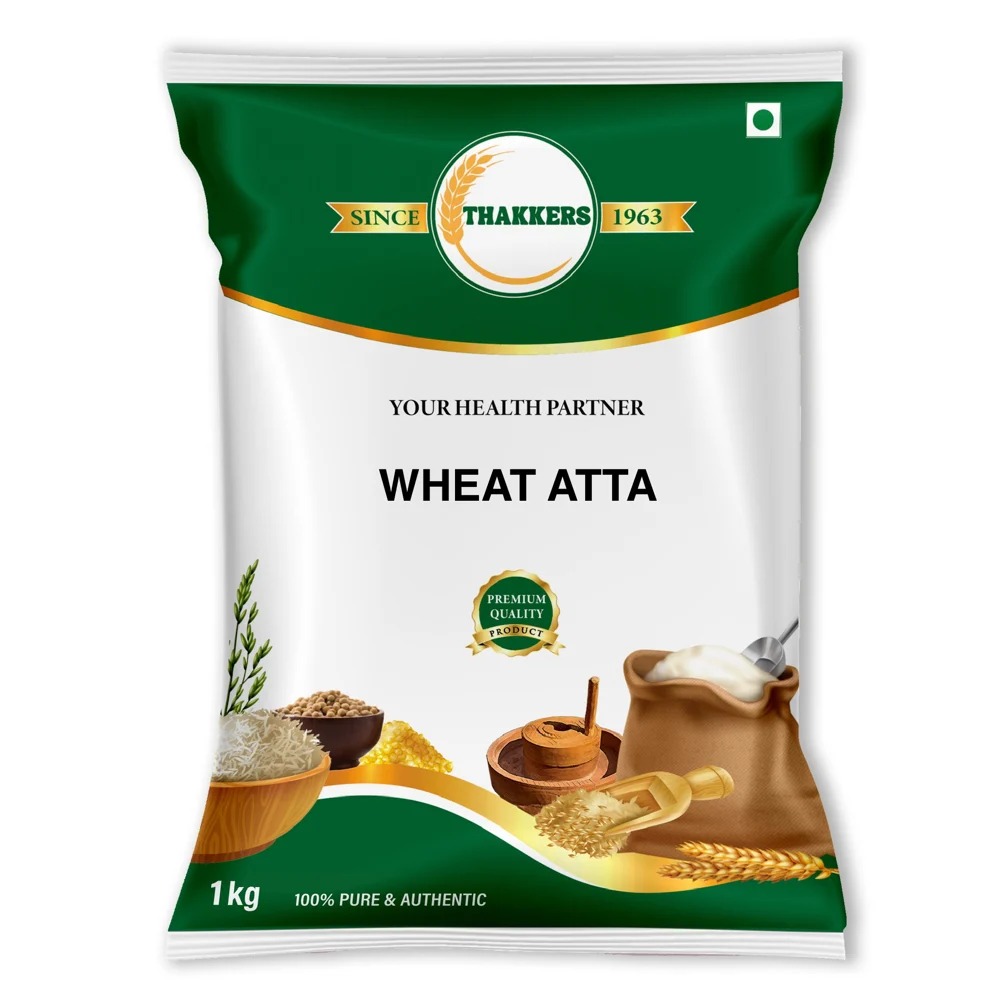 SINCE THAKKERS 1963
YOUR HEALTH PARTNER
WHEAT ATTA
PREMIUM
QUALITY
PRODUCT
1kg
100% PURE & AUTHENTIC